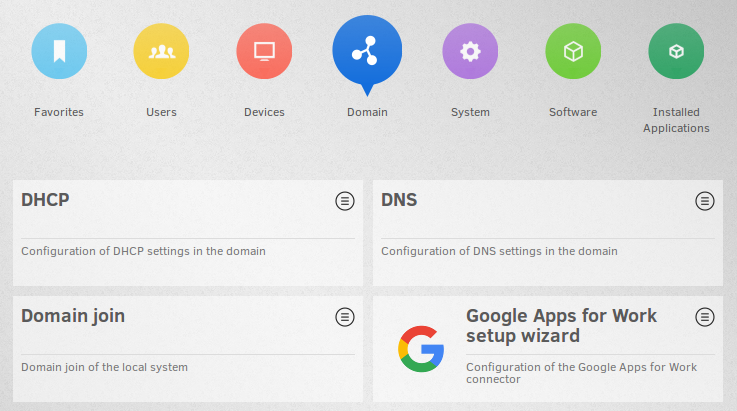 Favorites
Users
Devices
Domain
System
Software
Installed
Applications
DHCP
Configuration of DHCP settings in the domain
DNS
Configuration of DNS settings in the domain
Domain join
Domain join of the local system
Google Apps for Work
setup wizard
Configuration of the Google Apps for Work
connector